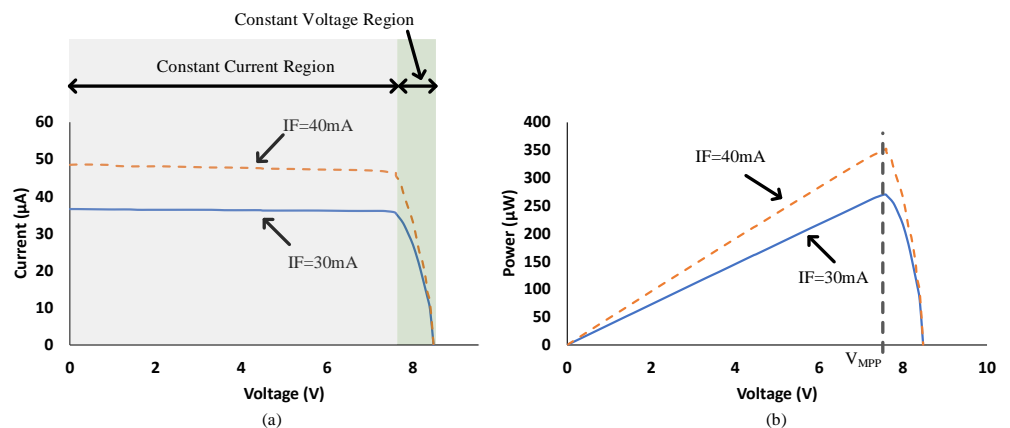 Constant Voltage Region
Constant Current Region
60
50
40
30
20
10
0
Current (µA)
IF=40mA
IF=30mA
0
2
4
6
8
Voltage (V)
(a)
400
350
300
250
200
150
100
50
0
Power (µW)
IF=40mA
IF=30mA
VMPP
0
2
4
6
8
10
Voltage (V)
(b)